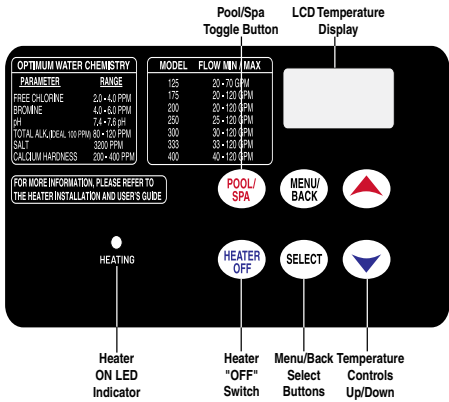 Pool/Spa
Toggle Button
LCD Temperature
Display
OPTIMUM WATER CHEMISTRY
PARAMETER RANGE
FREE CHLORINE 2.0 - 4.0 PPM
BROMINE 4.0 - 6.0 PPM
pH 7.4 - 7.6 pH
TOTAL ALK. (IDEAL 100 PPM) 80 - 120 PPM
SALT 3200 PPM
CALCIUM HARDNESS 200 - 400 PPM
MODEL FLOW MIN / MAX
125 20 - 70 GPM
175 20 - 120 GPM
200 20 - 120 GPM
250 25 - 120 GPM
300 30 - 120 GPM
333 33 - 120 GPM
400 40 - 120 GPM
FOR MORE INFORMATION, PLEASE REFER TO
THE HEATER INSTALLATION AND USER'S GUIDE
POOL/
SPA
MENU/
BACK
HEATING
HEATER
OFF
SELECT
Heater
ON LED
Indicator
Heater
"OFF"
Switch
Menu/Back
Select
Buttons
Temperature
Controls
Up/Down